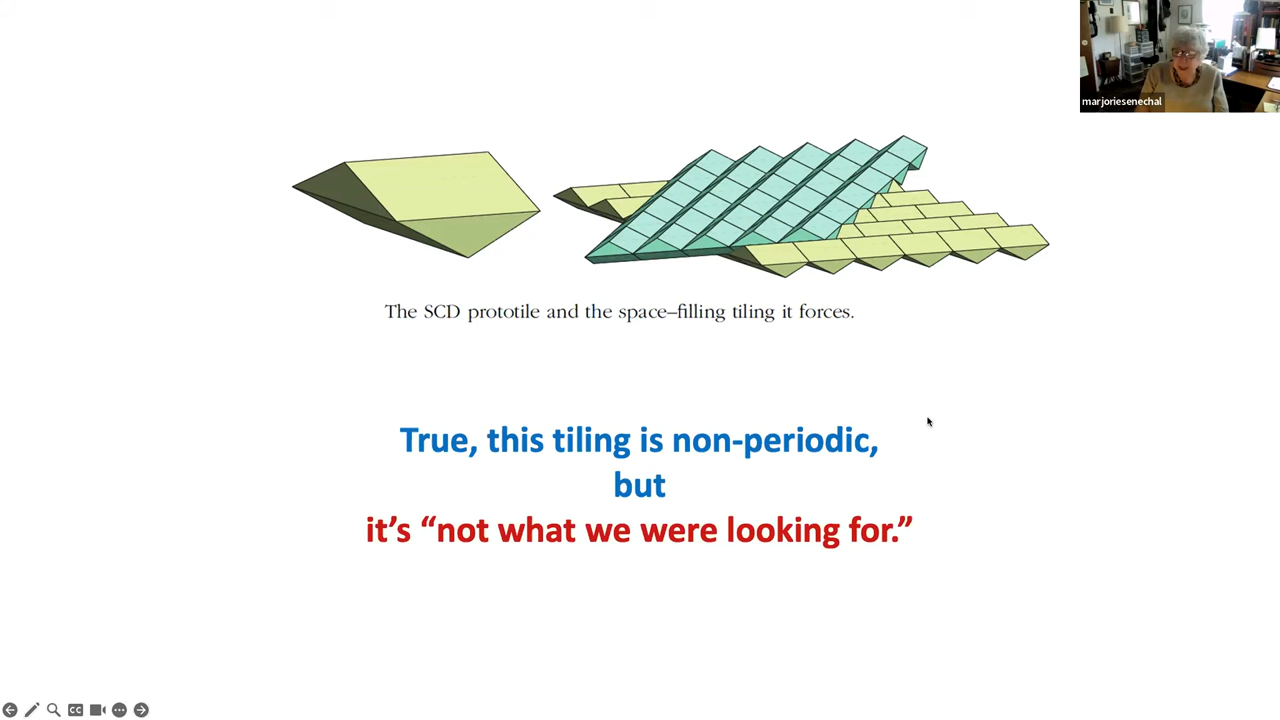 marjoriesenechal
The SCD prototile and the space–filling tiling it forces.
True, this tiling is non-periodic,
but
it’s “not what we were looking for.”
CC